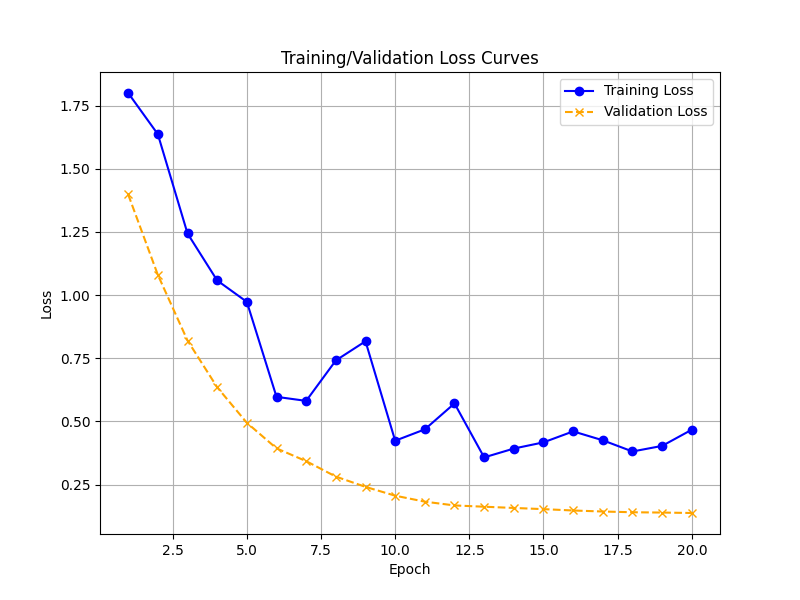 Training/Validation Loss Curves
Training Loss
Validation Loss
Loss
1.75
1.50
1.25
1.00
0.75
0.50
0.25
2.5 5.0 7.5 10.0 12.5 15.0 17.5 20.0
Epoch